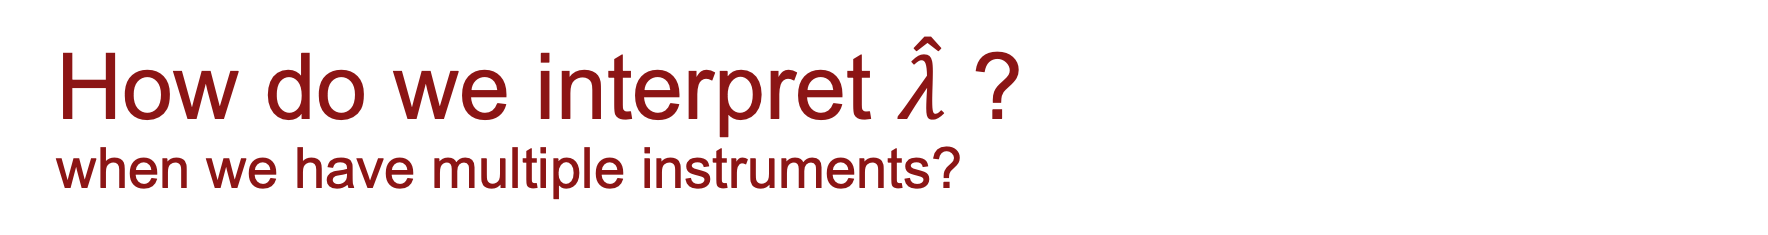 How do we interpret λ̂ ?
when we have multiple instruments?